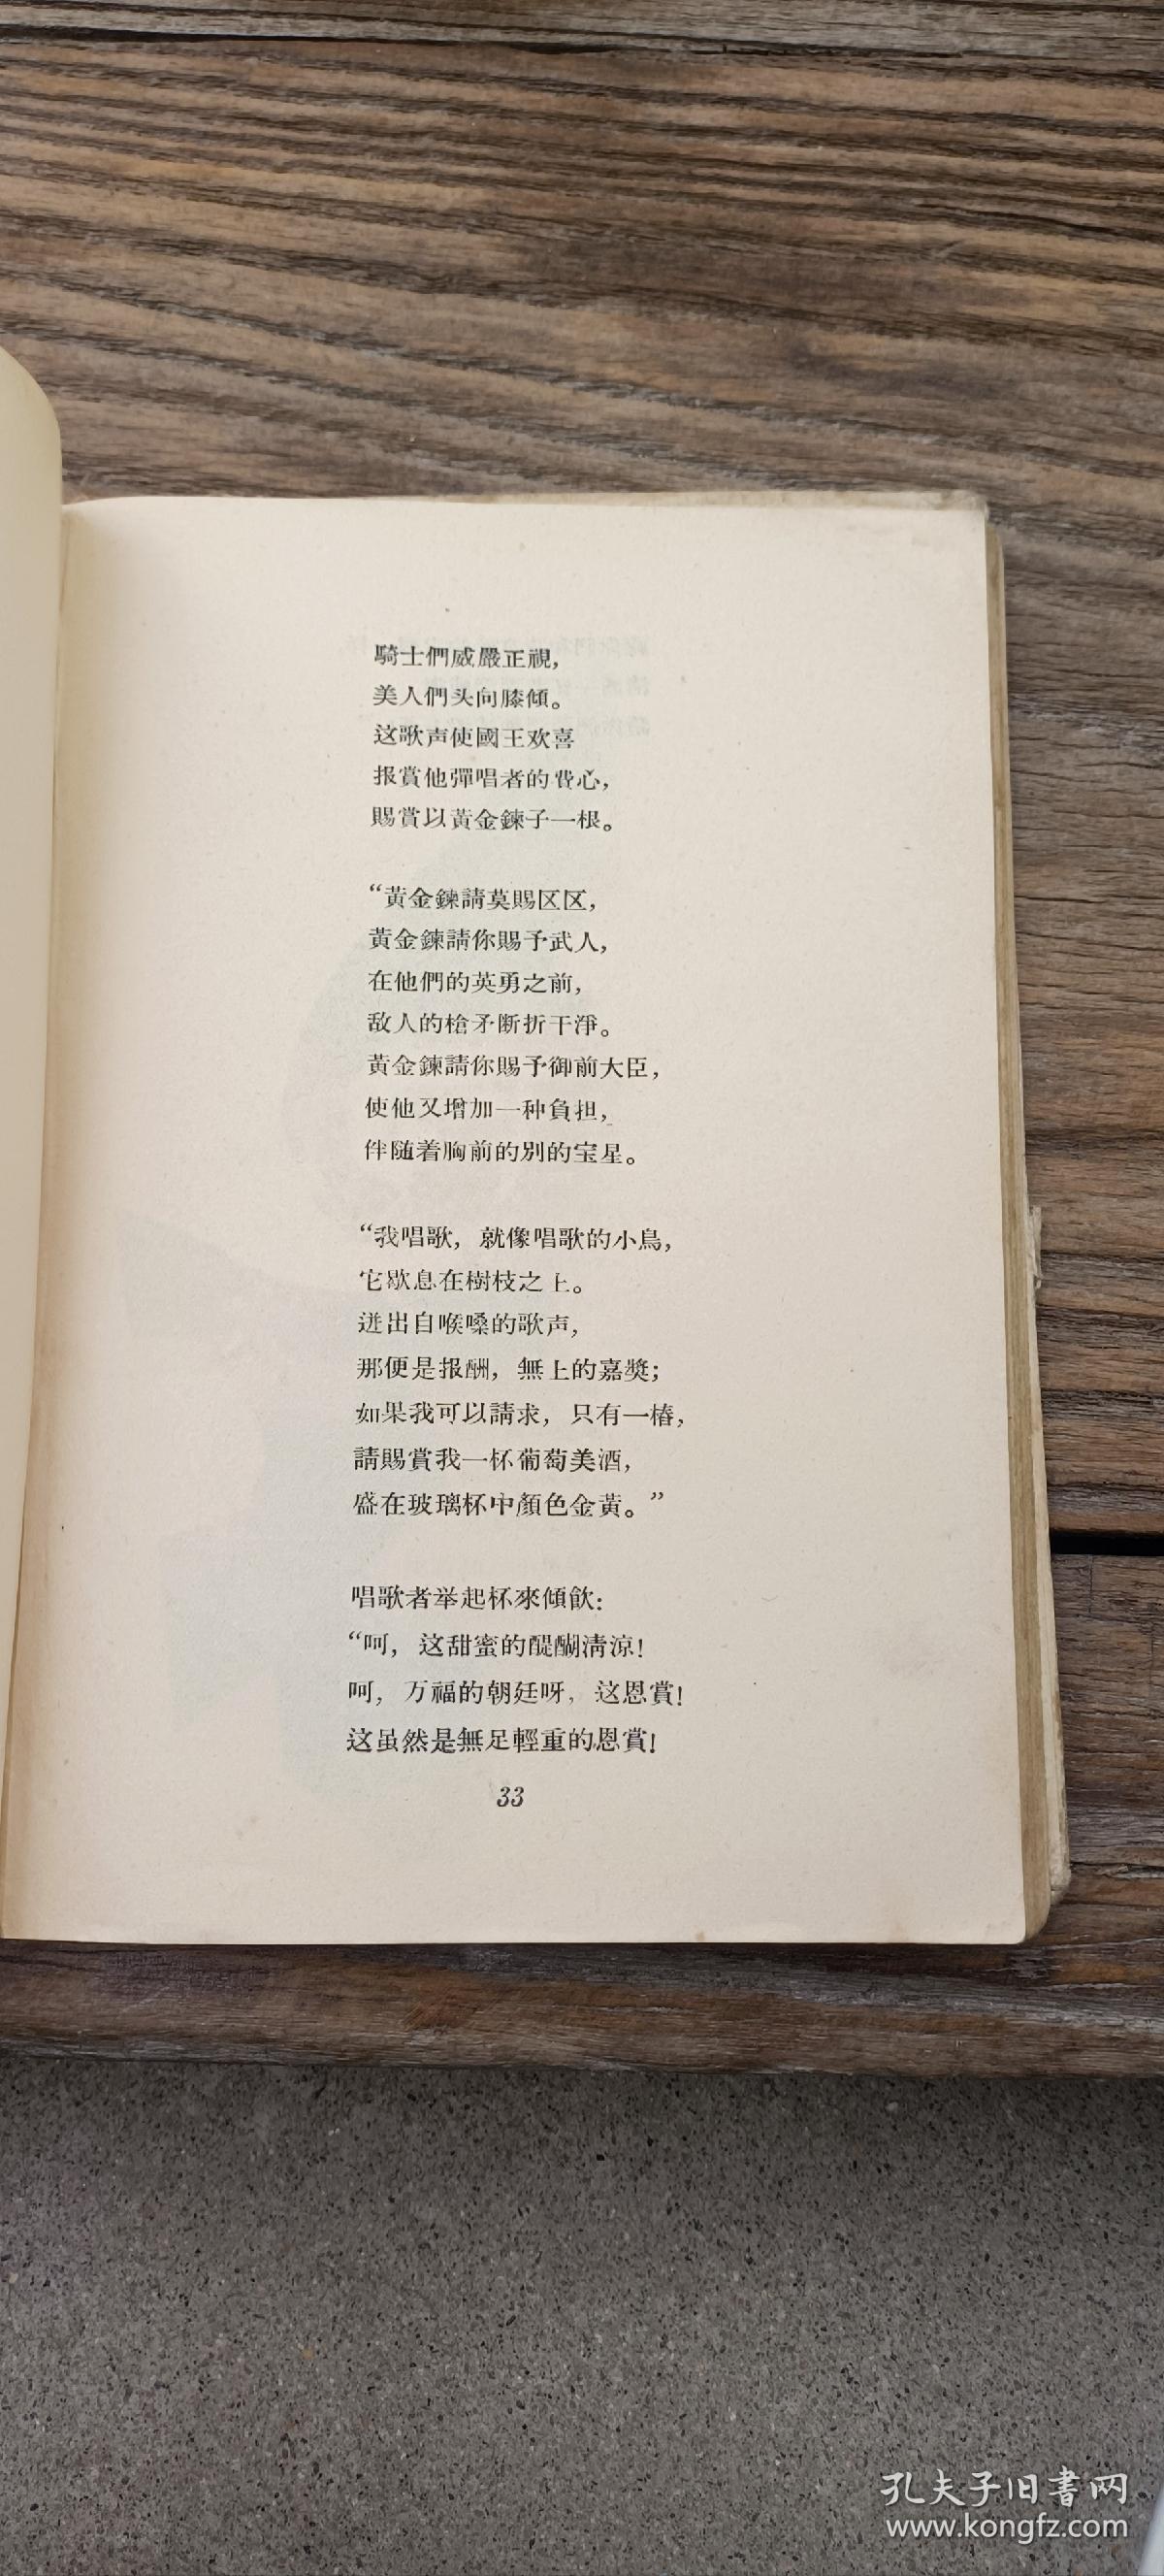 騎士們威嚴正視，
美人們头向膝傾。
这歌声使國王欢喜
报賞他彈唱者的費心，
賜賞以黃金鍊子一根。
“黃金鍊請莫賜区区，
黃金鍊請你賜予武人，
在他們的英勇之前，
敌人的槍矛断折干淨。
黃金鍊請你賜予御前大臣，
使他又增加一种負担，
伴随着胸前的別的宝星。
“我唱歌，就像唱歌的小鳥，
它歇息在樹枝之上。
迸出自喉嗓的歌声，
那便是报酬，無上的嘉獎；
如果我可以請求，只有一樁，
請賜賞我一杯葡萄美酒，
盛在玻璃杯中顏色金黃。”
唱歌者举起杯來傾飲：
“呵，这甜蜜的醍醐清凉！
呵，万福的朝廷呀，这恩賞！
这虽然是無足輕重的恩賞！
33
孔夫子旧書网
www.kongfz.com